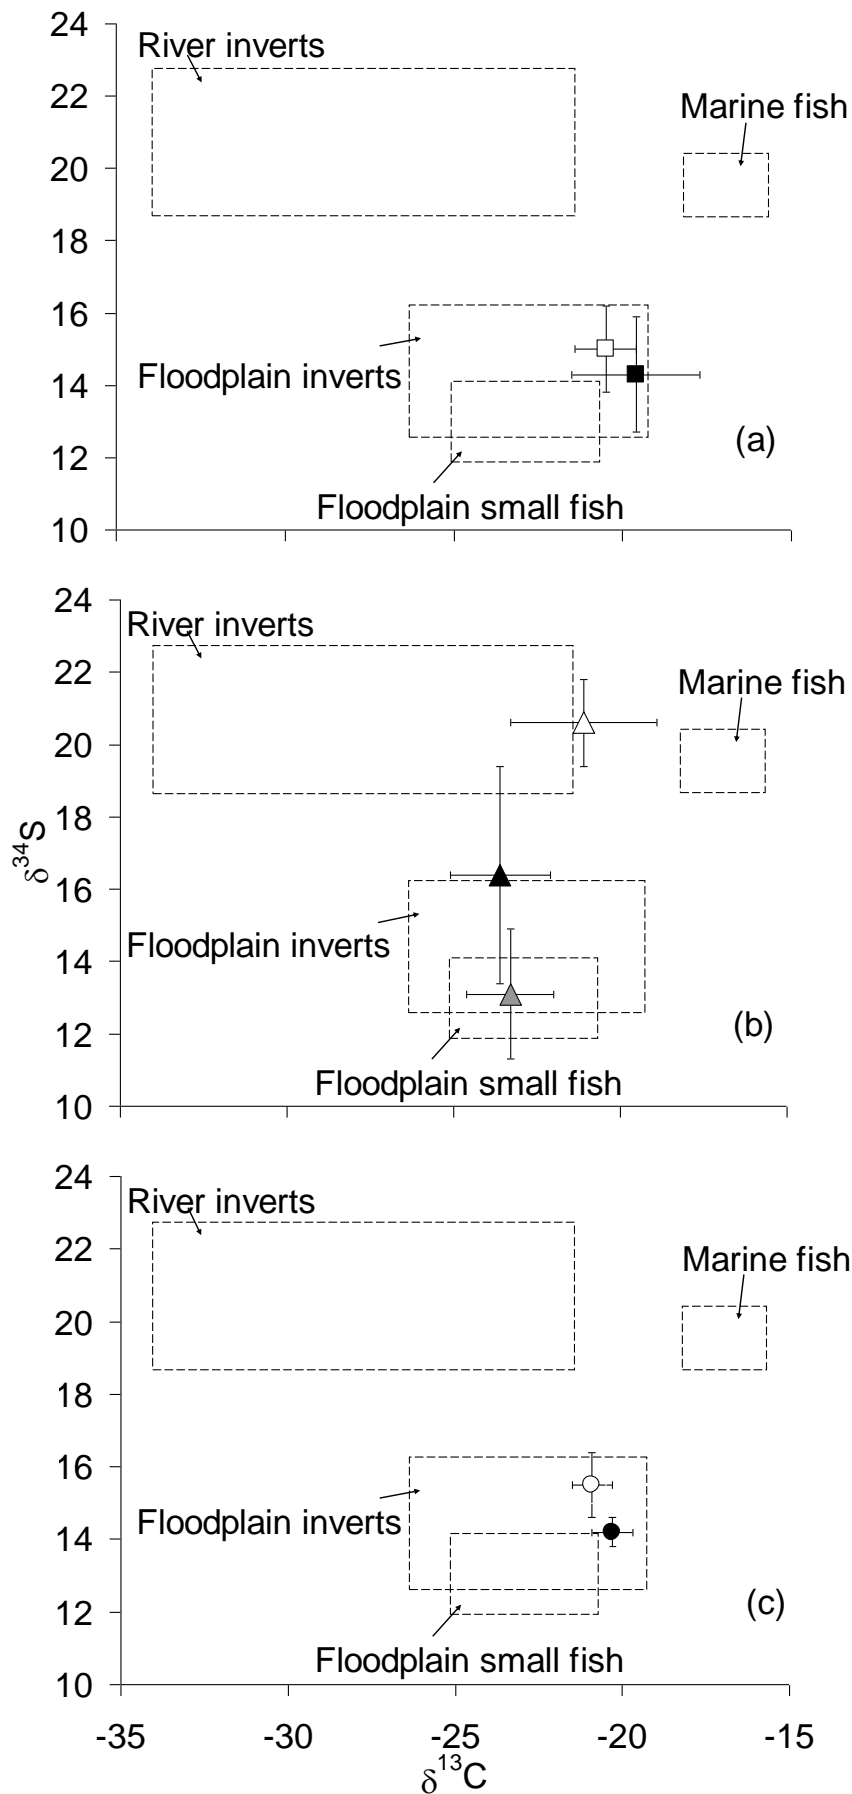 24
River inverts
22
Marine fish
20
18
16
Floodplain inverts
14
(a)
12
Floodplain small fish
10
24
River inverts
22
Marine fish
20
18
δ34S
16
Floodplain inverts
14
(b)
12
Floodplain small fish
10
24
River inverts
22
Marine fish
20
18
16
Floodplain inverts
14
(c)
12
Floodplain small fish
10
-35 -30 -25 -20 -15
δ13C